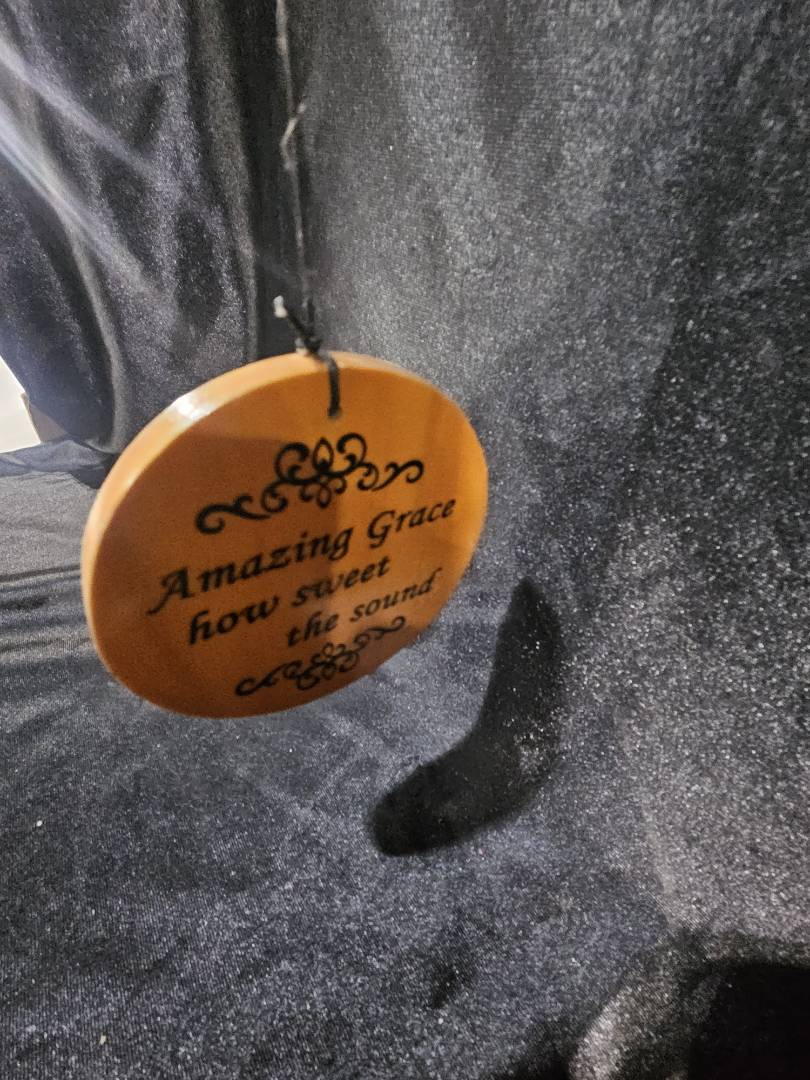 Amazing Grace
how sweet
the sound